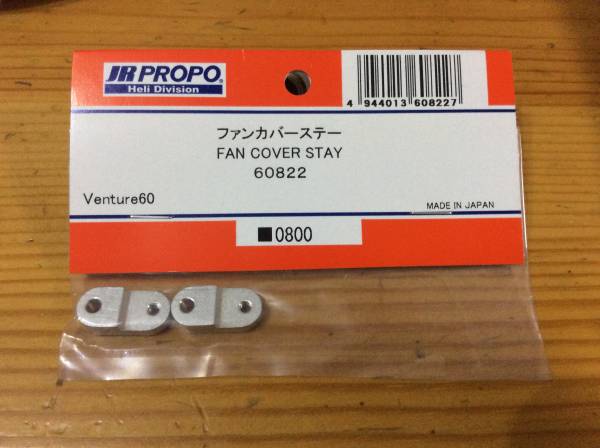 JR PROPO
Heli Division
4 944013 608227
ファンカバーステー
FAN COVER STAY
60822
Venture60
MADE IN JAPAN
■0800